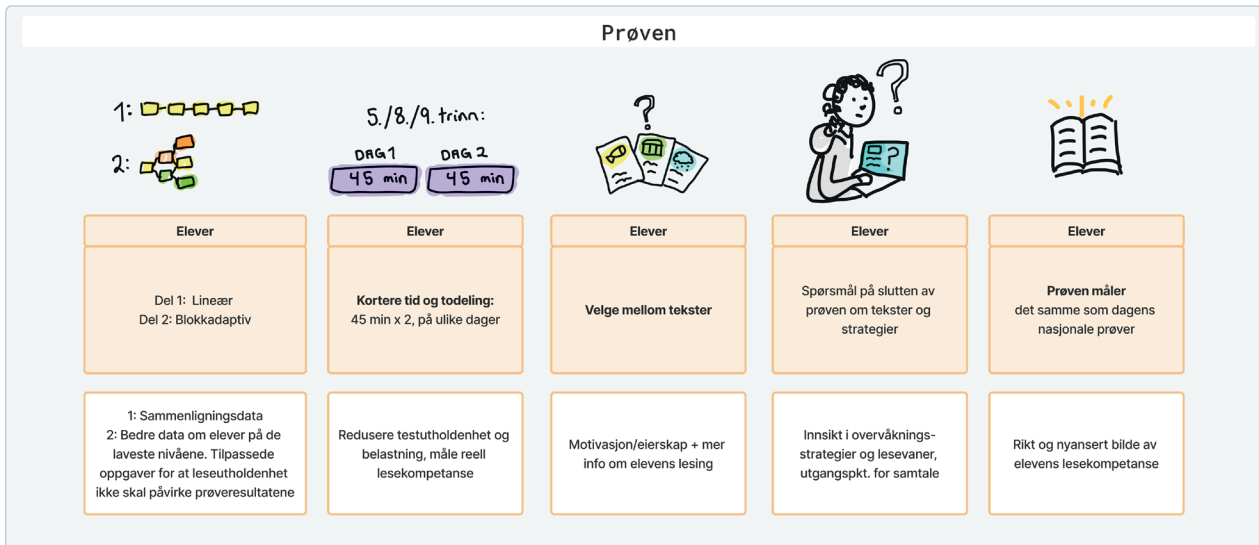 Prøven
1:
2:
5./8./9. trinn:
DAG 1
DAG 2
45 min
45 min
?
?
?
Elever
Del 1: Lineær
Del 2: Blokkadaptiv
1: Sammenligningsdata
2: Bedre data om elever på de
laveste nivåene. Tilpassede
oppgaver for at leseutholdenhet
ikke skal påvirke prøveresultatene
Elever
Kortere tid og todeling:
45 min x 2, på ulike dager
Redusere testutholdenhet og
belastning, måle reell
lesekompetanse
Elever
Velge mellom tekster
Motivasjon/eierskap + mer
info om elevens lesing
Elever
Spørsmål på slutten av
prøven om tekster og
strategier
Innsikt i overvåknings-
strategier og lesevaner,
utgangspkt. for samtale
Elever
Prøven måler
det samme som dagens
nasjonale prøver
Rikt og nyansert bilde av
elevens lesekompetanse